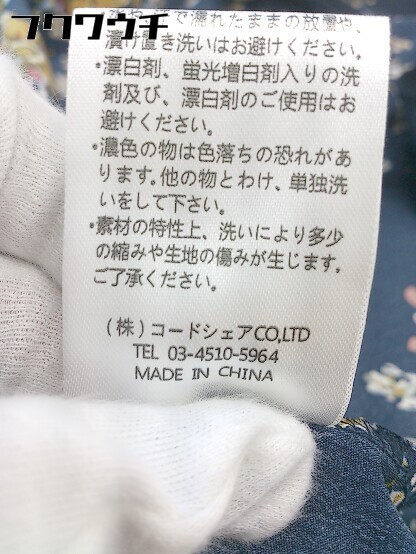 フクワウチ
で濡れたままの放置や、
漬け置き洗いはお避けください。
・漂白剤、蛍光増白剤入りの洗
剤及び、漂白剤のご使用はお
避けください。
・濃色の物は色落ちの恐れがあ
ります。他の物とわけ、単独洗
いをして下さい。
・素材の特性上、洗いにより多少
の縮みや生地の傷みが生じます。
ご了承ください。
(株)コードシェアCO,LTD
TEL 03-4510-5964
MADE IN CHINA